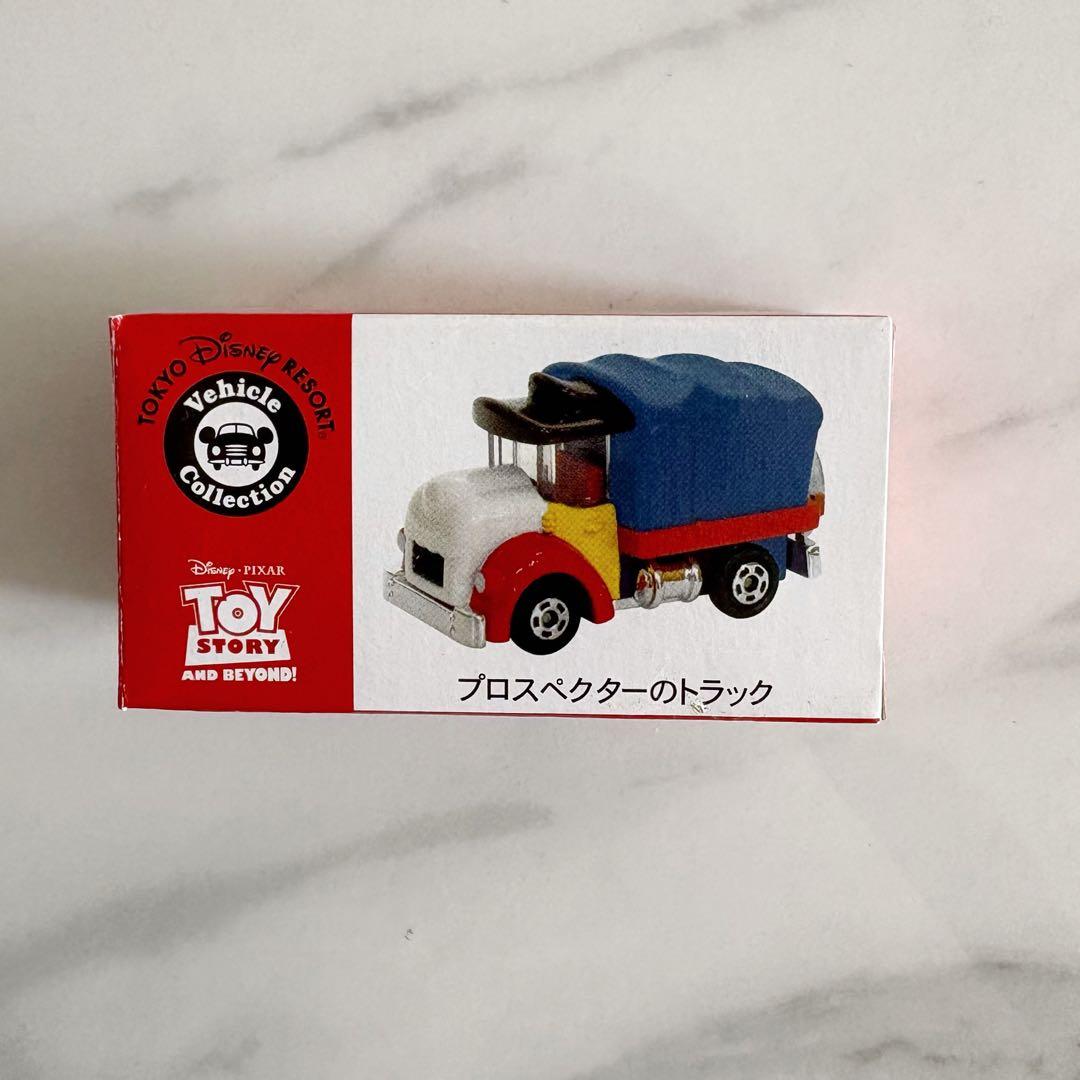 TOKYO Disney RESORT®
Vehicle
Collection
Disney · PIXAR
TOY
STORY
AND BEYOND!
プロスペクターのトラック